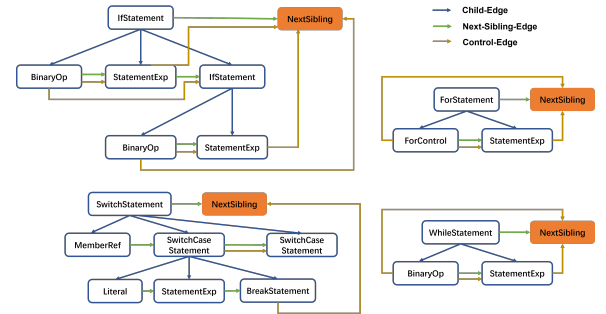 IfStatement
NextSibling
Child-Edge
Next-Sibling-Edge
Control-Edge
BinaryOp
StatementExp
IfStatement
BinaryOp
StatementExp
ForStatement
NextSibling
ForControl
StatementExp
SwitchStatement
NextSibling
MemberRef
SwitchCase
Statement
SwitchCase
Statement
Literal
StatementExp
BreakStatement
WhileStatement
NextSibling
BinaryOp
StatementExp